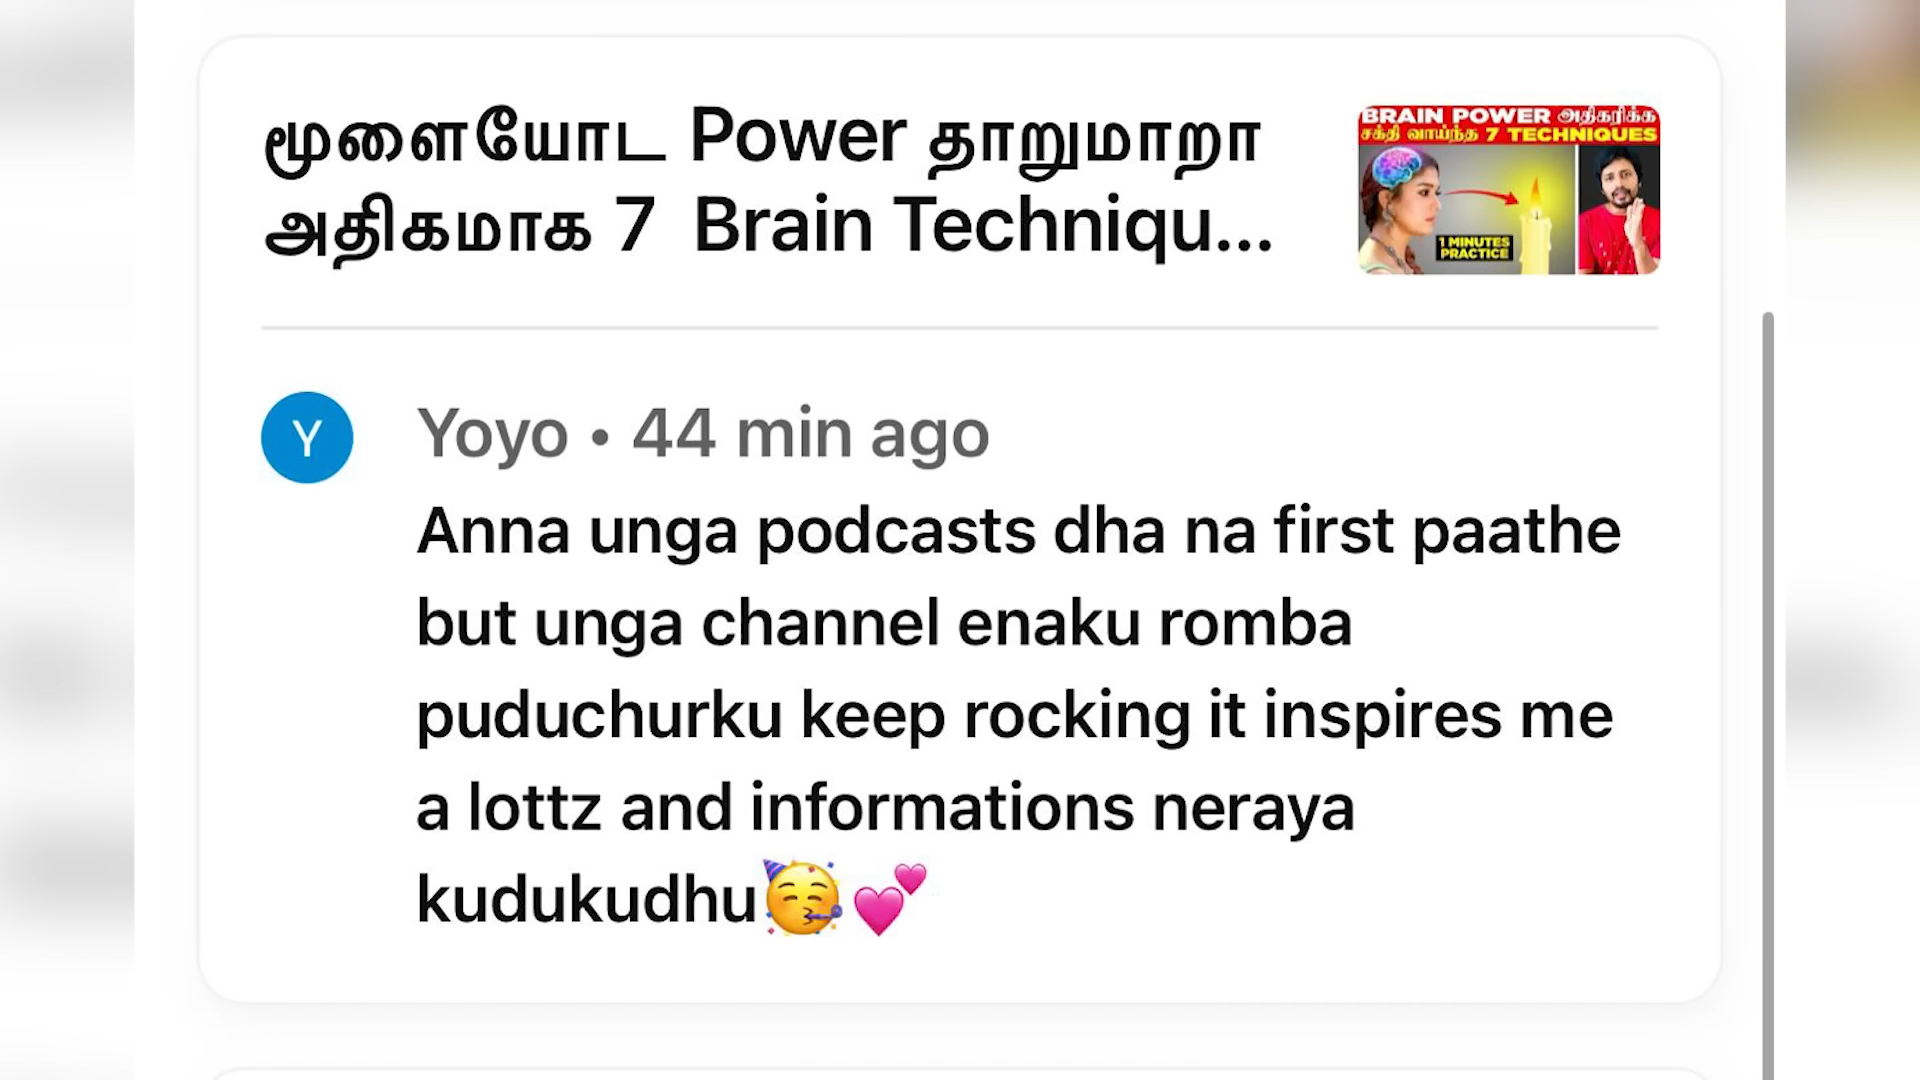 மூளையோட Power தாறுமாறா
அதிகமாக 7 Brain Techniqu...
BRAIN POWER அதிகரிக்க
சக்தி வாய்ந்த 7 TECHNIQUES
1 MINUTES
PRACTICE
Y
Yoyo • 44 min ago
Anna unga podcasts dha na first paathe
but unga channel enaku romba
puduchurku keep rocking it inspires me
a lottz and informations neraya
kudukudhu🥳💕